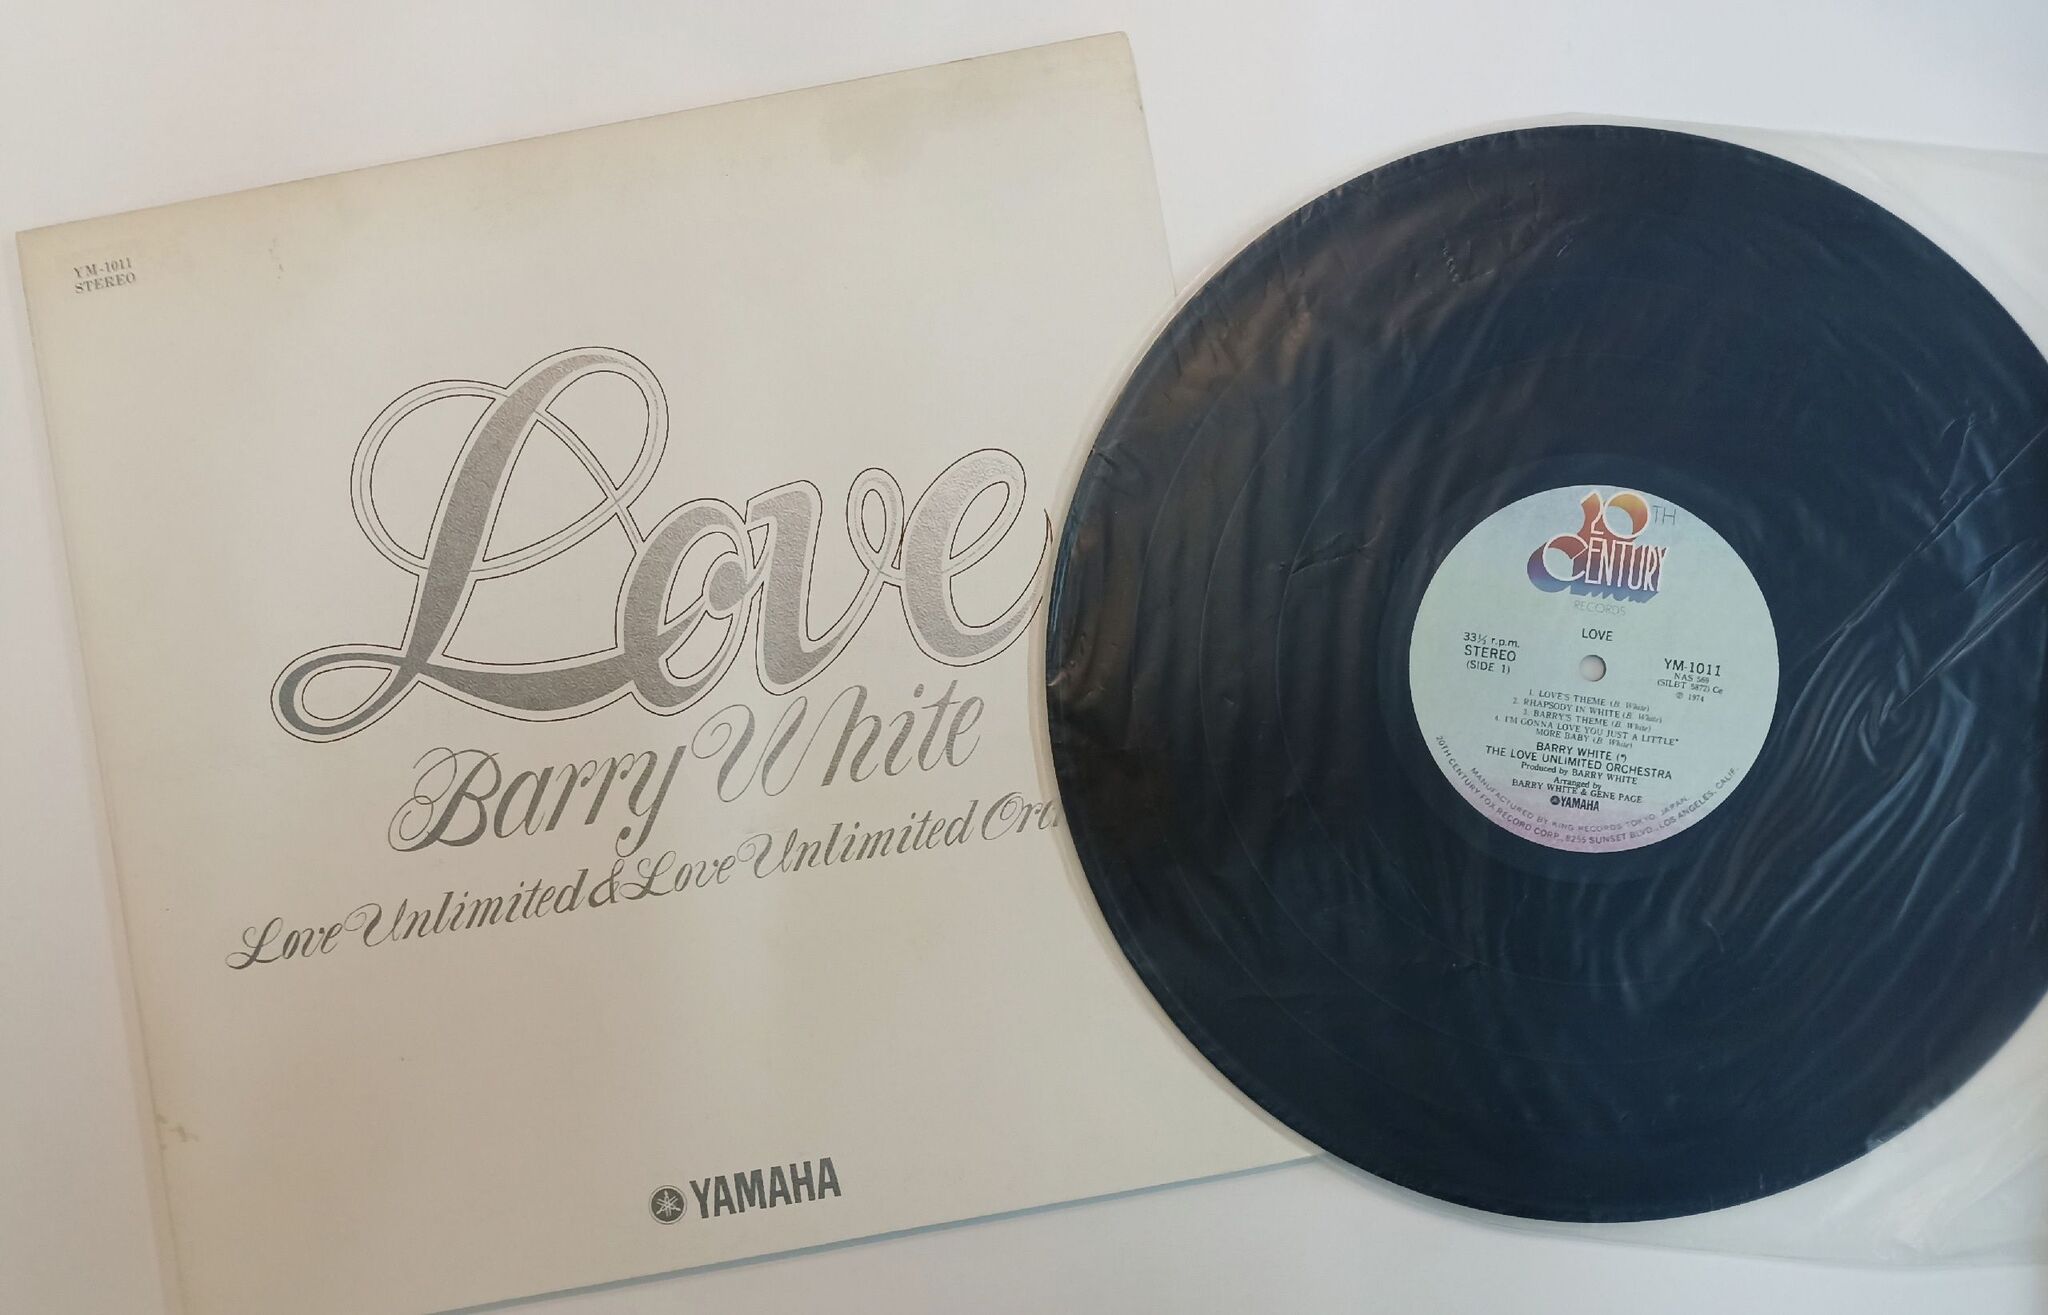 YM-1011
STEREO
Love
Barry White
Love Unlimited & Love Unlimited
YAMAHA
20TH
CENTURY
RECORDS
LOVE
33⅓ r.p.m.
STEREO
(SIDE 1)
YM-1011
NAS 569
(SILBT 5872) Ce
℗ 1974
1. LOVE'S THEME (B. White)
2. RHAPSODY IN WHITE (B. White)
3. BARRY'S THEME (B. White)
4. I'M GONNA LOVE YOU JUST A LITTLE*
MORE BABY (B. White)
BARRY WHITE (*)
THE LOVE UNLIMITED ORCHESTRA
Produced by BARRY WHITE
Arranged by
BARRY WHITE & GENE PAGE
YAMAHA
MANUFACTURED BY KING RECORDS TOKYO, JAPAN.
20TH CENTURY FOX RECORD CORP., 8255 SUNSET BLVD., LOS ANGELES, CALIF.